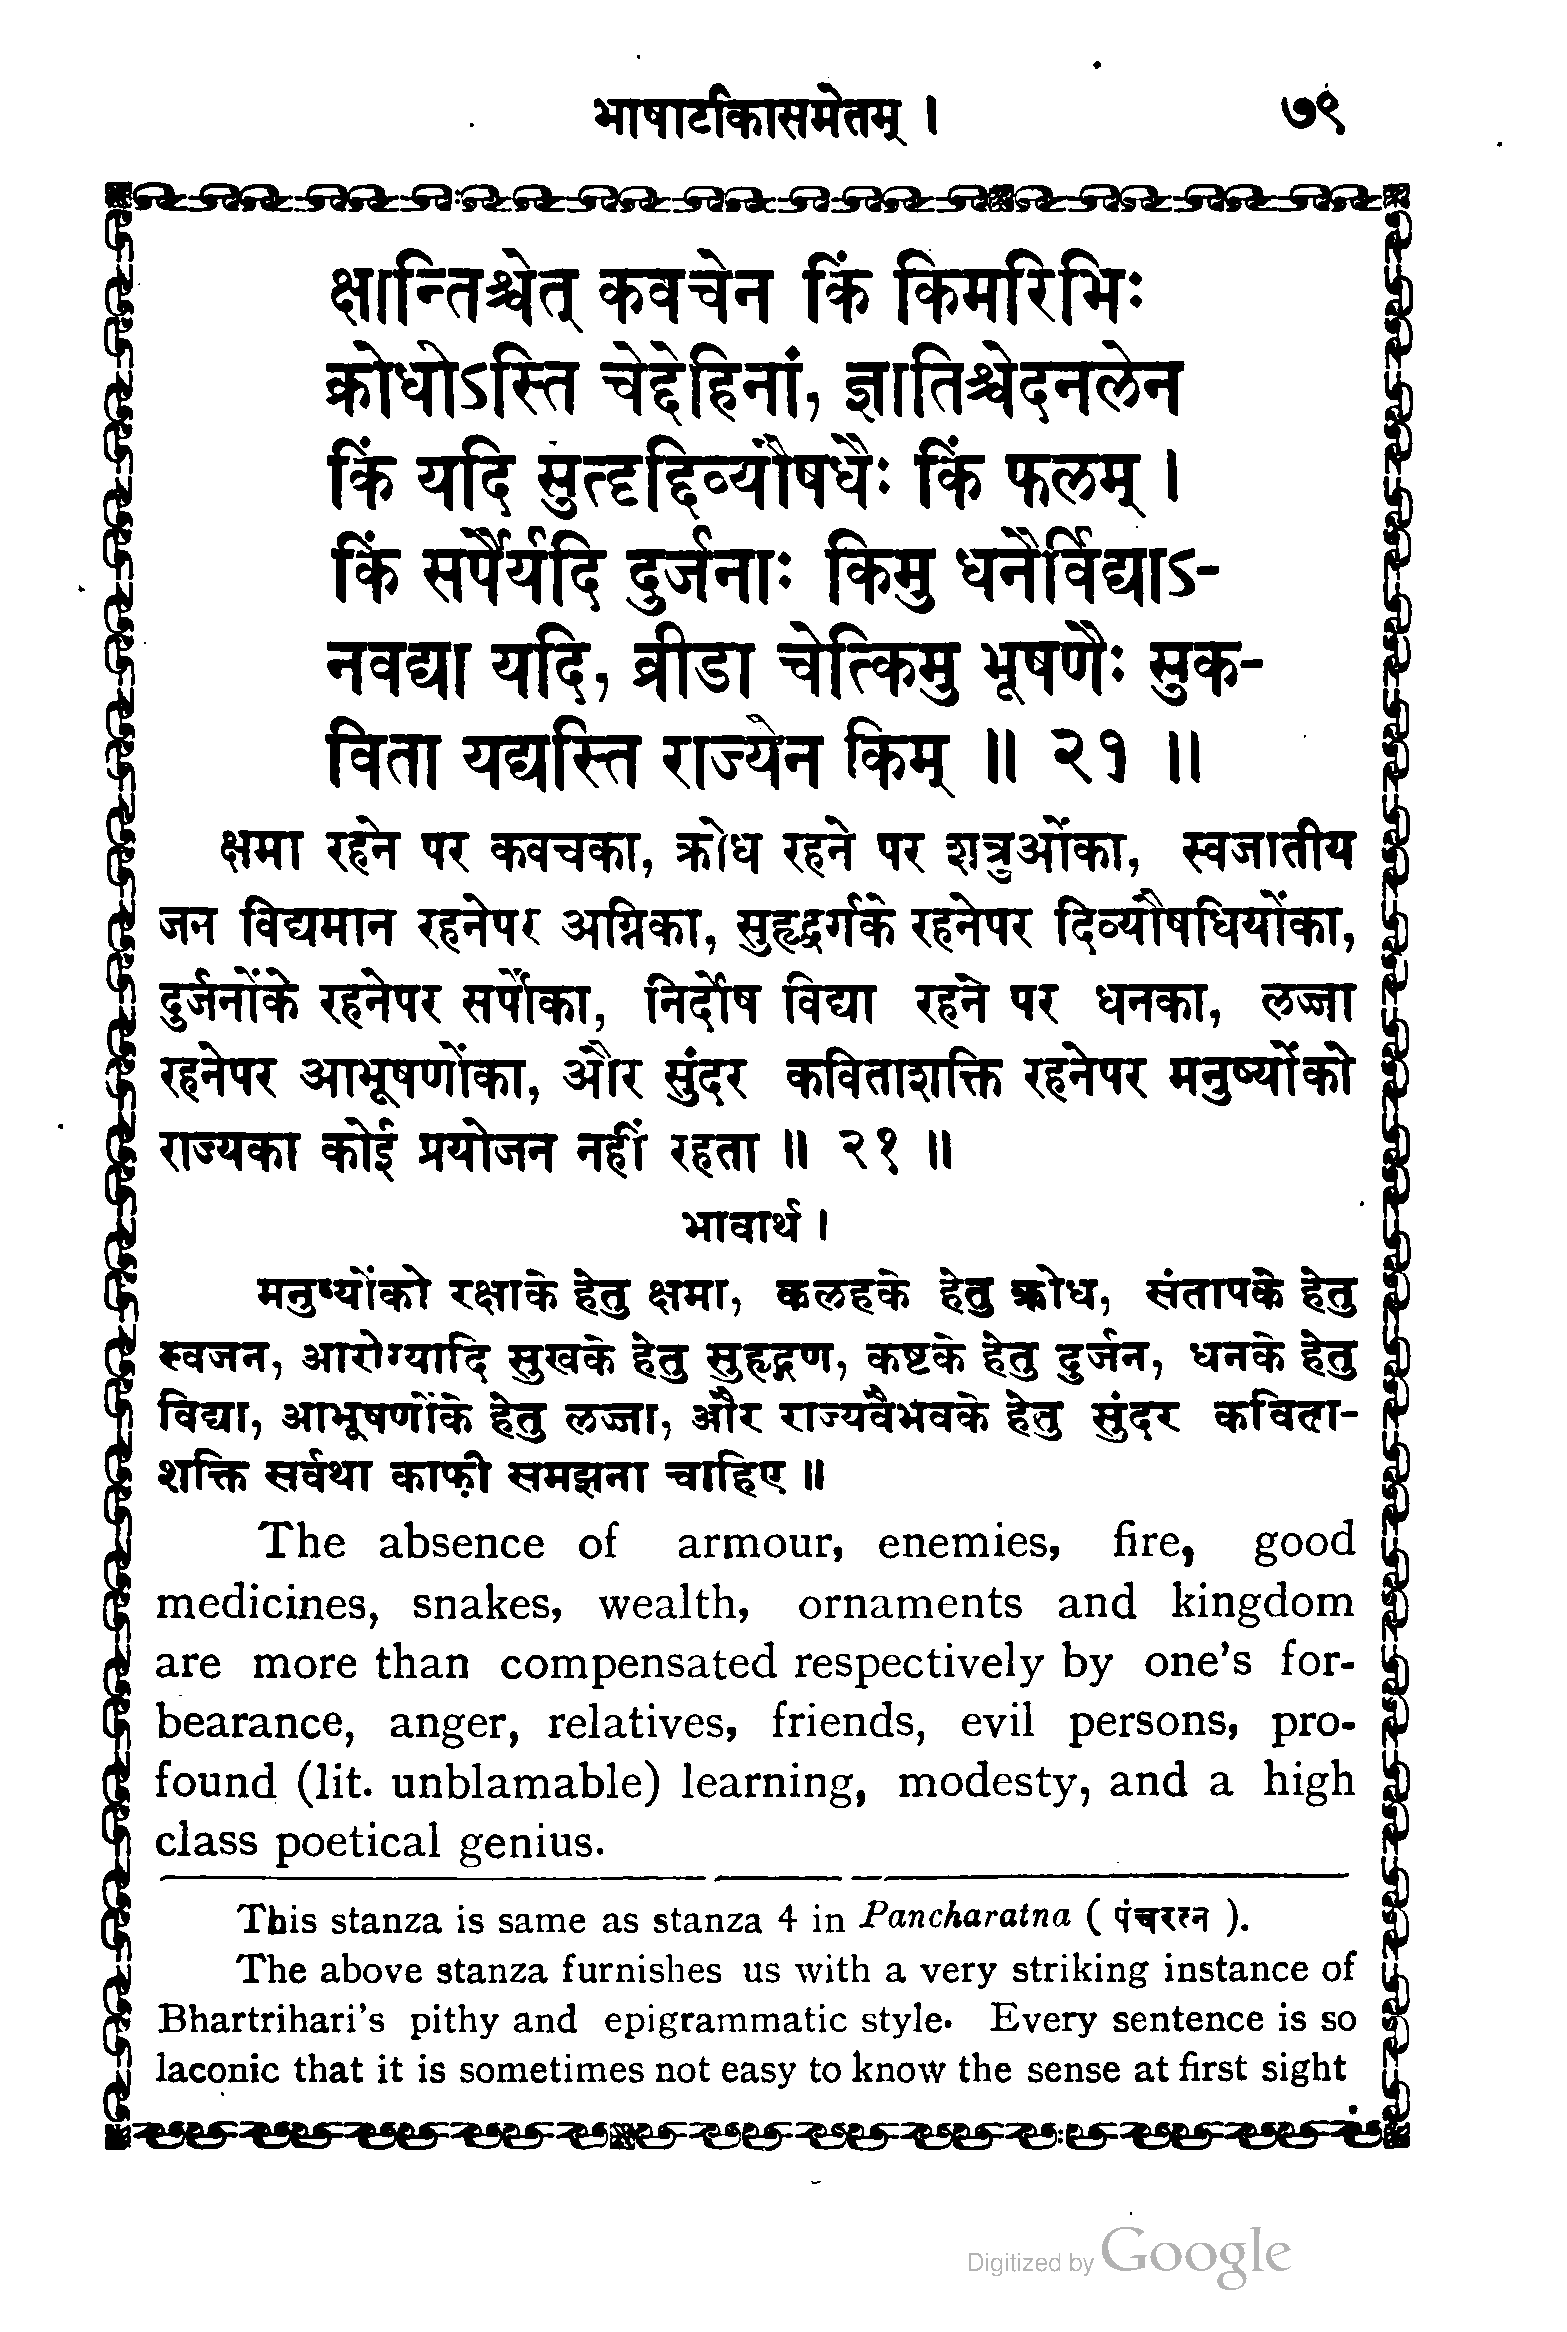 भाषाटीकासमेतम् ।
७९
क्षान्तिश्चेत् कवचेन किं किमरिभिः
क्रोधोऽस्ति चेद्देहिनां, ज्ञातिश्चेदनलेन
किं यदि सुहृद्दिव्यौषधैः किं फलम् ।
किं सर्पैर्यदि दुर्जनाः किमु धनैर्विद्याऽ-
नवद्या यदि, व्रीडा चेत्किमु भूषणैः सुक-
विता यद्यस्ति राज्येन किम् ॥ २१ ॥
क्षमा रहने पर कवचका, क्रोध रहने पर शत्रुओंका, स्वजातीय
जन विद्यमान रहनेपर अग्निका, सुहृद्वर्गके रहनेपर दिव्यौषधियोंका,
दुर्जनोंके रहनेपर सर्पोंका, निर्दोष विद्या रहने पर धनका, लज्जा
रहनेपर आभूषणोंका, और सुंदर कविताशक्ति रहनेपर मनुष्योंको
राज्यका कोई प्रयोजन नहीं रहता ॥ २१ ॥
भावार्थ ।
मनुष्योंको रक्षाके हेतु क्षमा, कलहके हेतु क्रोध, संतापके हेतु
स्वजन, आरोग्यादि सुखके हेतु सुहृद्गण, कष्टके हेतु दुर्जन, धनके हेतु
विद्या, आभूषणोंके हेतु लज्जा, और राज्यवैभवके हेतु सुंदर कविता-
शक्ति सर्वथा काफ़ी समझना चाहिए ॥
The absence of armour, enemies, fire, good
medicines, snakes, wealth, ornaments and kingdom
are more than compensated respectively by one's for-
bearance, anger, relatives, friends, evil persons, pro-
found (lit. unblamable) learning, modesty, and a high
class poetical genius.
This stanza is same as stanza 4 in Pancharatna ( पंचरत्न ).
The above stanza furnishes us with a very striking instance of
Bhartrihari's pithy and epigrammatic style. Every sentence is so
laconic that it is sometimes not easy to know the sense at first sight
Digitized by Google